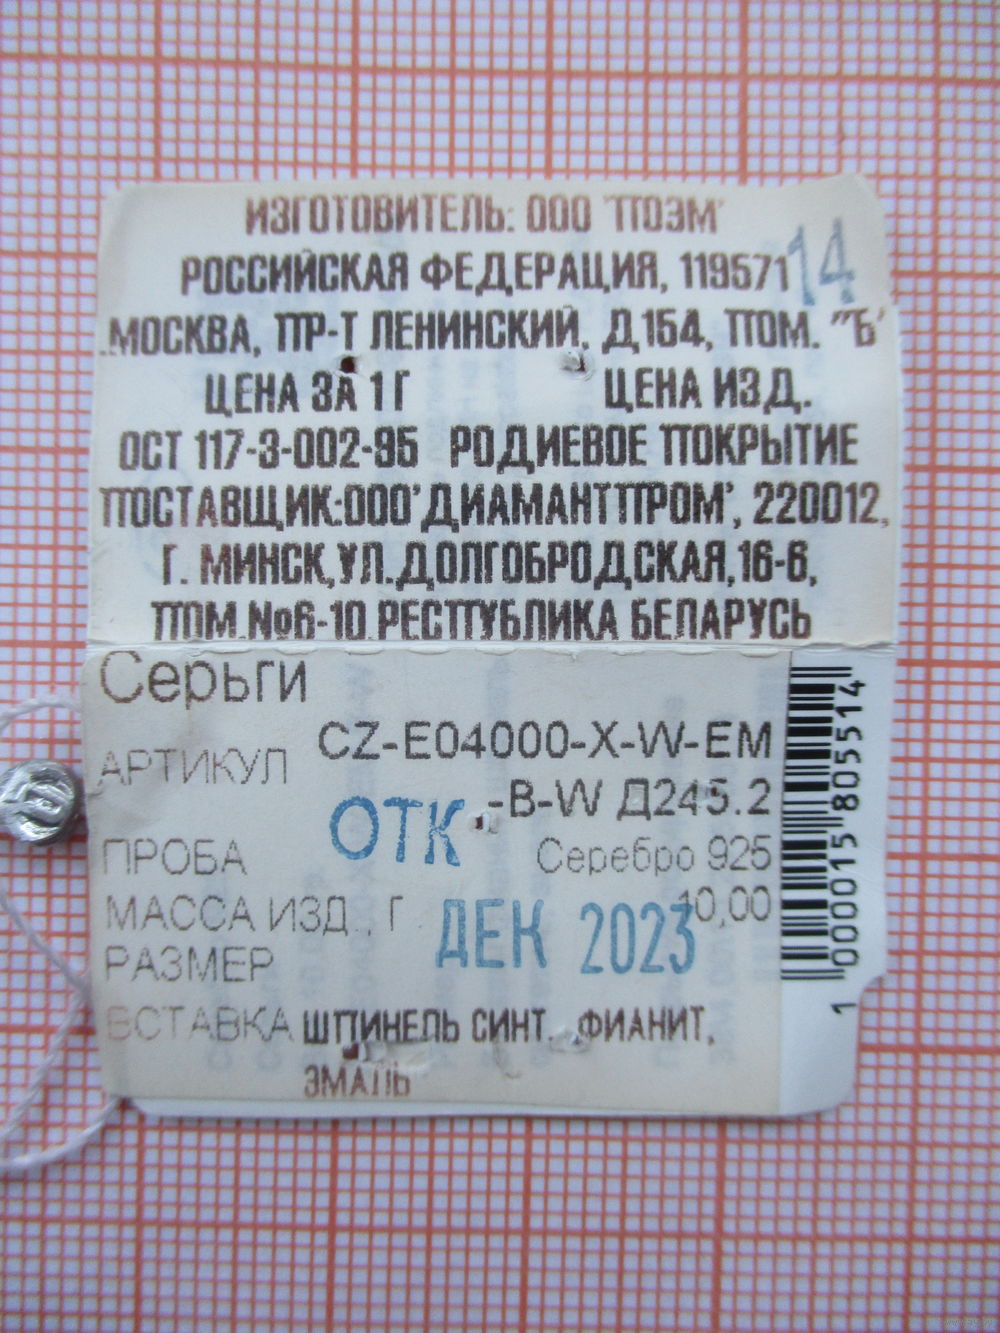 ИЗГОТОВИТЕЛЬ: ООО "ПОЭМ"
РОССИЙСКАЯ ФЕДЕРАЦИЯ, 119571
14
МОСКВА, ПР-Т ЛЕНИНСКИЙ, Д154, ПОМ. "Б"
ЦЕНА ЗА 1 Г ЦЕНА ИЗД.
ОСТ 117-3-002-95 РОДИЕВОЕ ПОКРЫТИЕ
ПОСТАВЩИК:ООО"ДИАМАНТПРОМ", 220012,
Г. МИНСК,УЛ.ДОЛГОБРОДСКАЯ,16-6,
ПОМ.№6-10 РЕСПУБЛИКА БЕЛАРУСЬ
Серьги
АРТИКУЛ CZ-E04000-X-W-EM
-B-W Д245.2
ОТК
ПРОБА Серебро 925
МАССА ИЗД., Г 10,00
ДЕК 2023
РАЗМЕР
ВСТАВКА ШПИНЕЛЬ СИНТ., ФИАНИТ,
ЭМАЛЬ
1 000015 805514